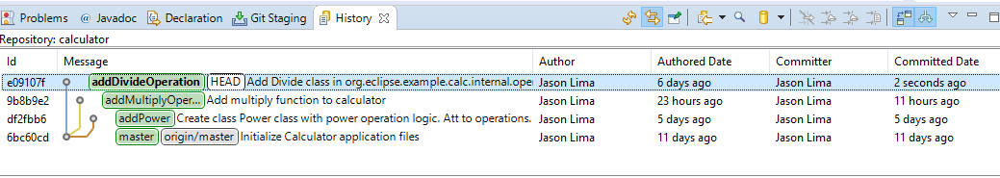 Problems @ Javadoc Declaration Git Staging History
Repository: calculator
Id Message Author Authored Date Committer Committed Date
e09107f addDivideOperation HEAD Add Divide class in org.eclipse.example.calc.internal.ope Jason Lima 6 days ago Jason Lima 2 seconds ago
9b8b9e2 addMultiplyOper... Add multiply function to calculator Jason Lima 23 hours ago Jason Lima 11 hours ago
df2fbb6 addPower Create class Power class with power operation logic. Att to operations. Jason Lima 5 days ago Jason Lima 5 days ago
6bc60cd master origin/master Initialize Calculator application files Jason Lima 11 days ago Jason Lima 11 days ago